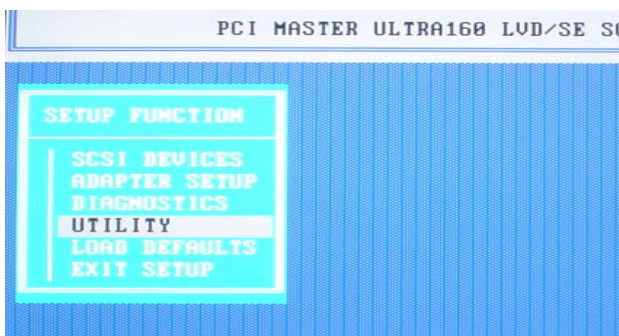 PCI MASTER ULTRA160 LVD/SE
SETUP FUNCTION
SCSI DEVICES
ADAPTER SETUP
DIAGNOSTICS
UTILITY
LOAD DEFAULTS
EXIT SETUP